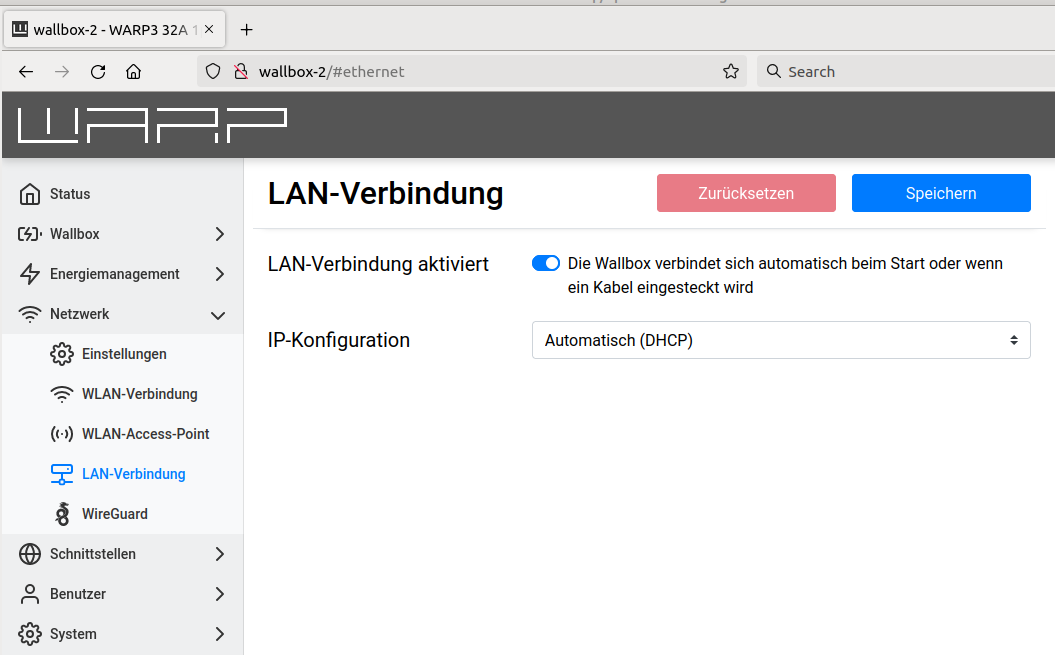 wallbox-2 - WARP3 32A 1
wallbox-2/#ethernet
Search
WARP
LAN-Verbindung
Zurücksetzen
Speichern
Status
Wallbox
Energiemanagement
Netzwerk
Einstellungen
WLAN-Verbindung
WLAN-Access-Point
LAN-Verbindung
WireGuard
Schnittstellen
Benutzer
System
LAN-Verbindung aktiviert
Die Wallbox verbindet sich automatisch beim Start oder wenn
ein Kabel eingesteckt wird
IP-Konfiguration
Automatisch (DHCP)